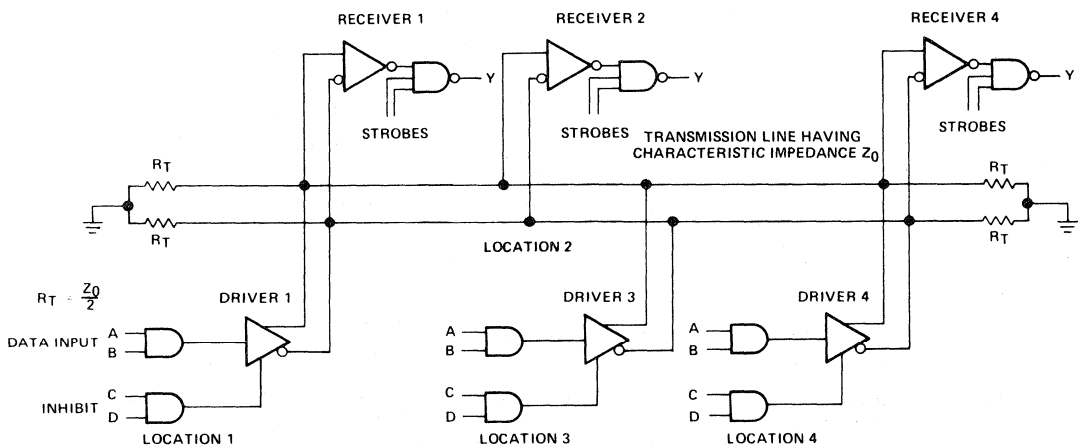 RECEIVER 1
RECEIVER 2
RECEIVER 4
Y
Y
Y
STROBES
STROBES
STROBES
TRANSMISSION LINE HAVING
CHARACTERISTIC IMPEDANCE Z0
RT
RT
RT
RT
LOCATION 2
RT Z0
2
DRIVER 1
DRIVER 3
DRIVER 4
DATA INPUT
A
B
A
B
A
B
INHIBIT
C
D
C
D
C
D
LOCATION 1
LOCATION 3
LOCATION 4